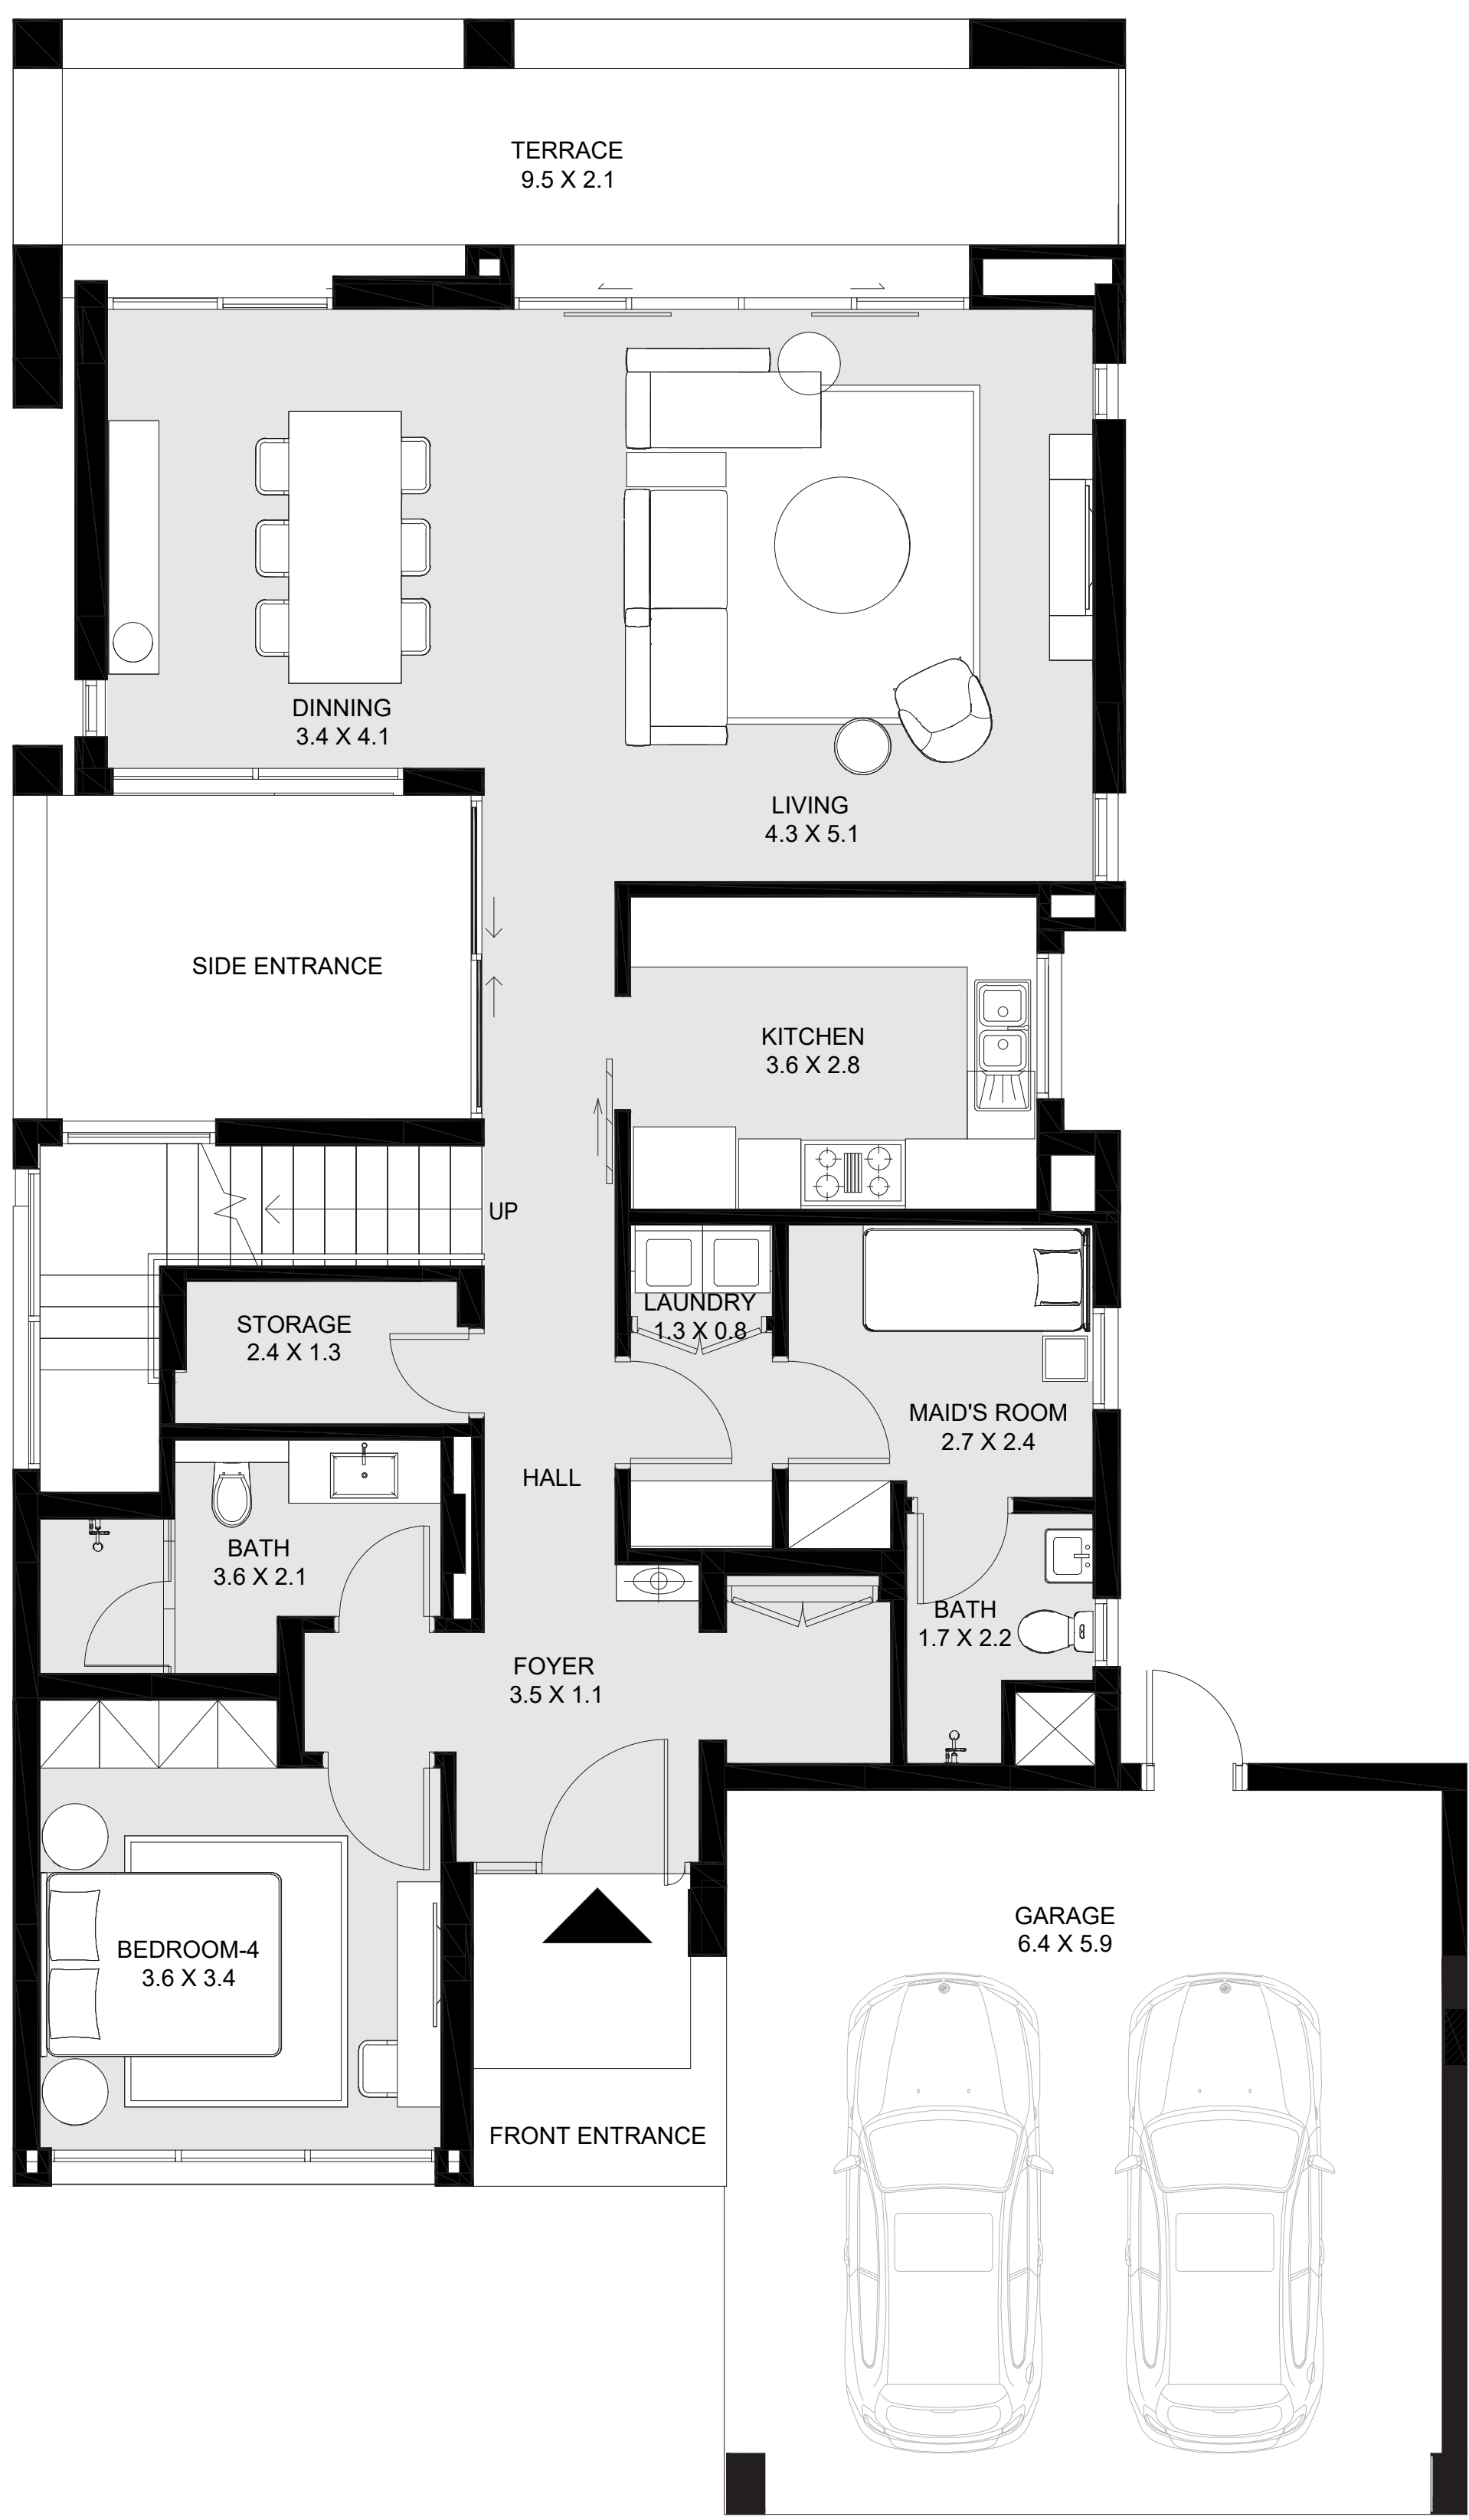 TERRACE
9.5 X 2.1
DINNING
3.4 X 4.1
LIVING
4.3 X 5.1
SIDE ENTRANCE
KITCHEN
3.6 X 2.8
UP
LAUNDRY
1.3 X 0.8
STORAGE
2.4 X 1.3
MAID'S ROOM
2.7 X 2.4
HALL
BATH
3.6 X 2.1
BATH
1.7 X 2.2
FOYER
3.5 X 1.1
GARAGE
6.4 X 5.9
BEDROOM-4
3.6 X 3.4
FRONT ENTRANCE